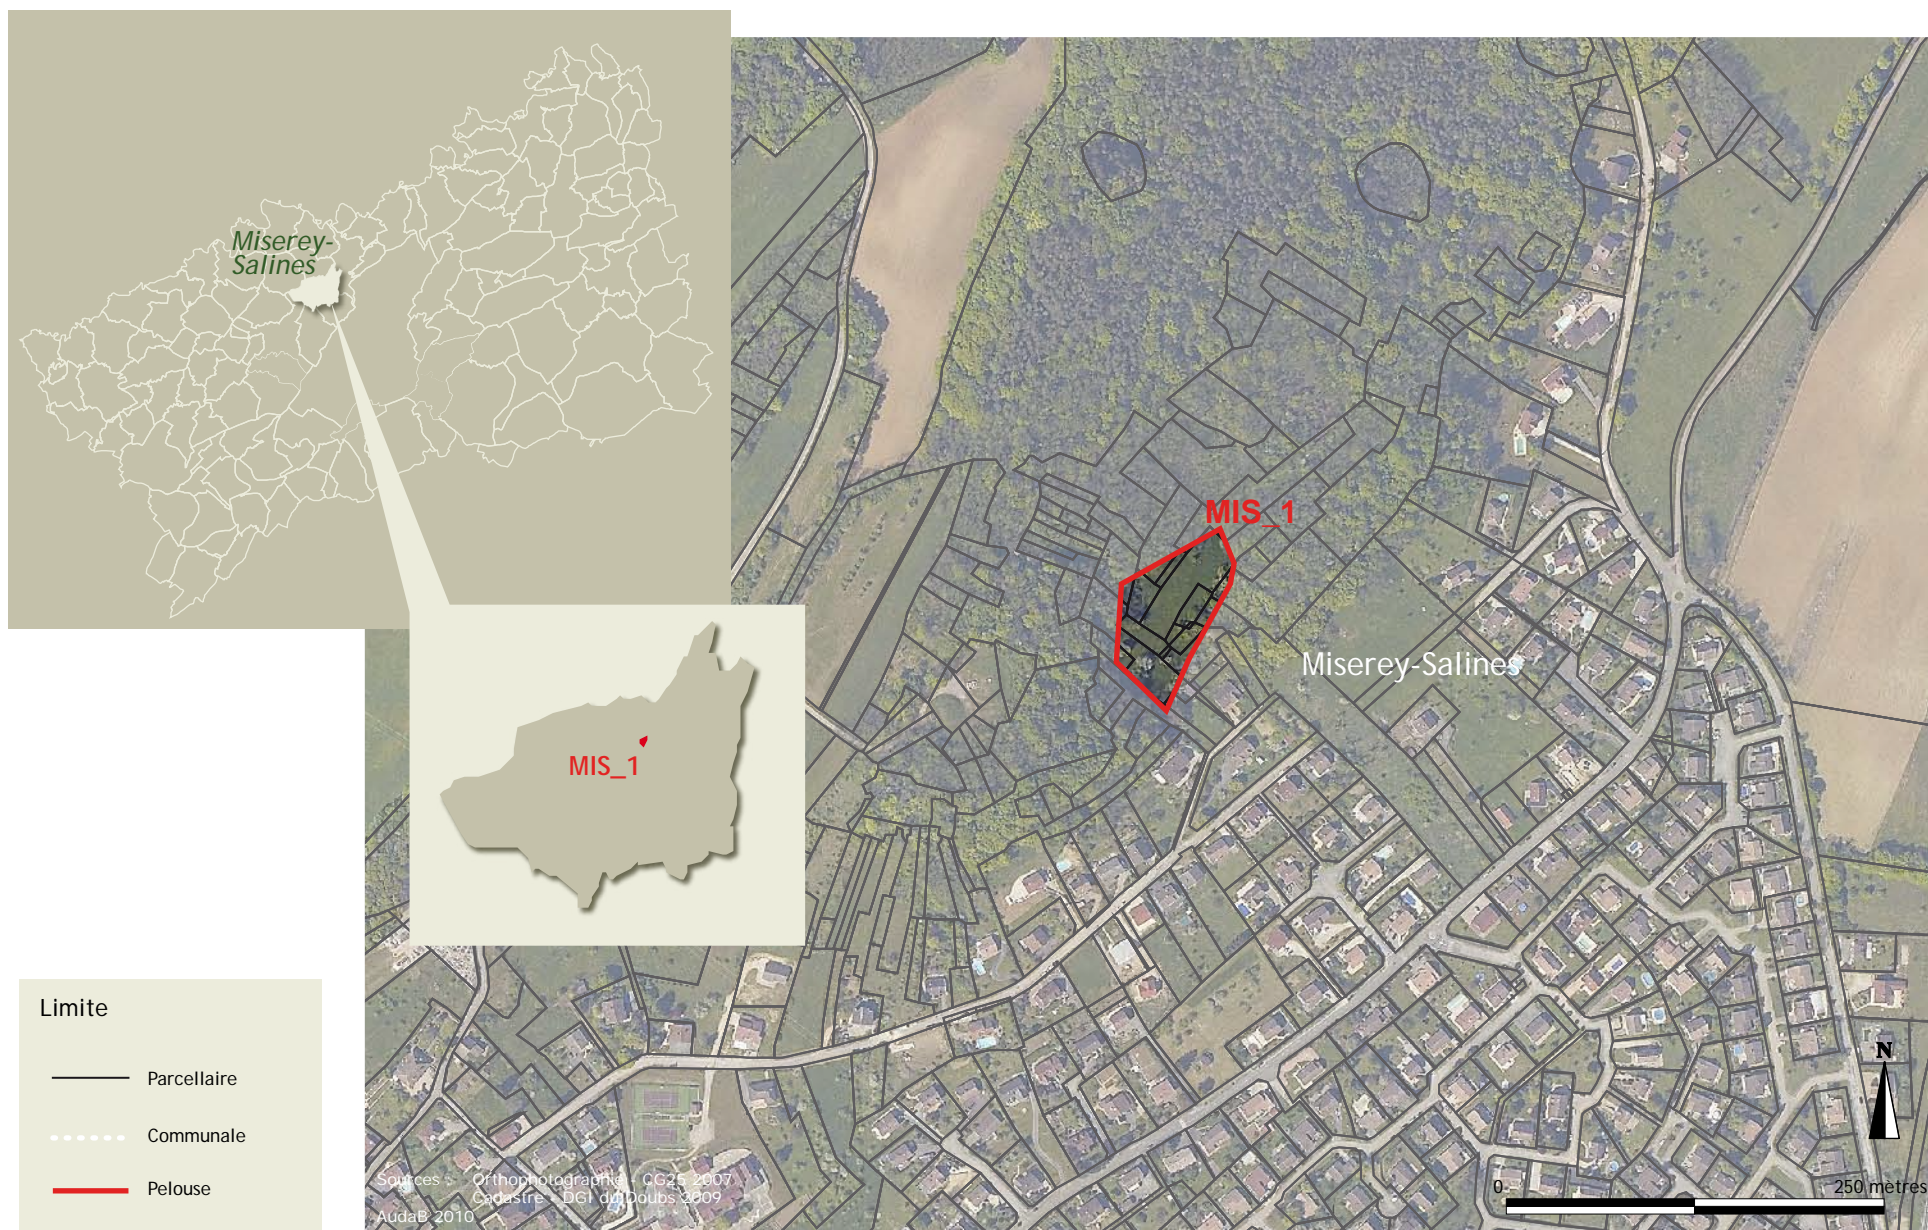 Miserey-
Salines
MIS_1
Miserey-Salines
MIS_1
Limite
Parcellaire
Communale
Pelouse
Sources : Orthophotographie - CG25 2007
Cadastre - DGI du Doubs 2009
AudaB 2010
N
0 250 mètres